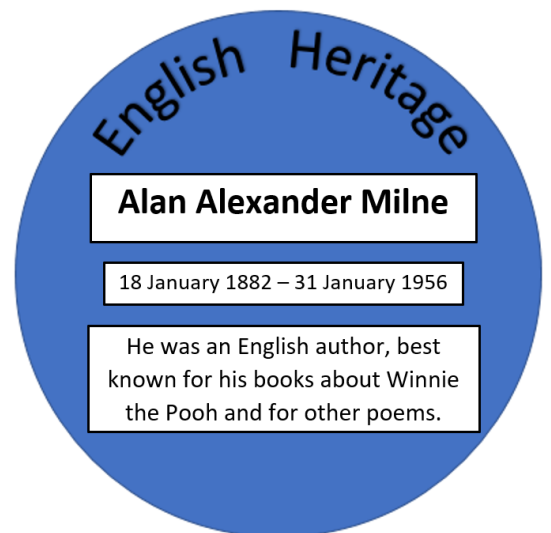 English Heritage
Alan Alexander Milne
18 January 1882 – 31 January 1956
He was an English author, best
known for his books about Winnie
the Pooh and for other poems.